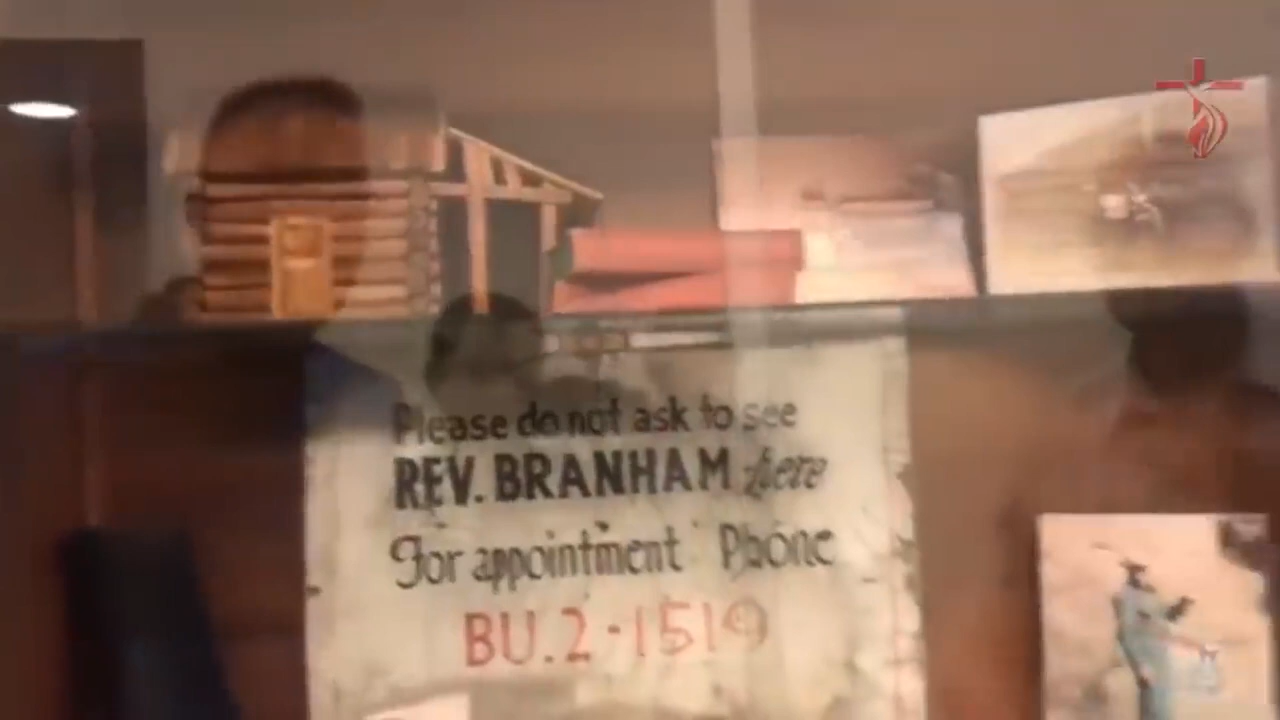 Please do not ask to see
REV. BRANHAM here
For appointment Phone
BU. 2-1519